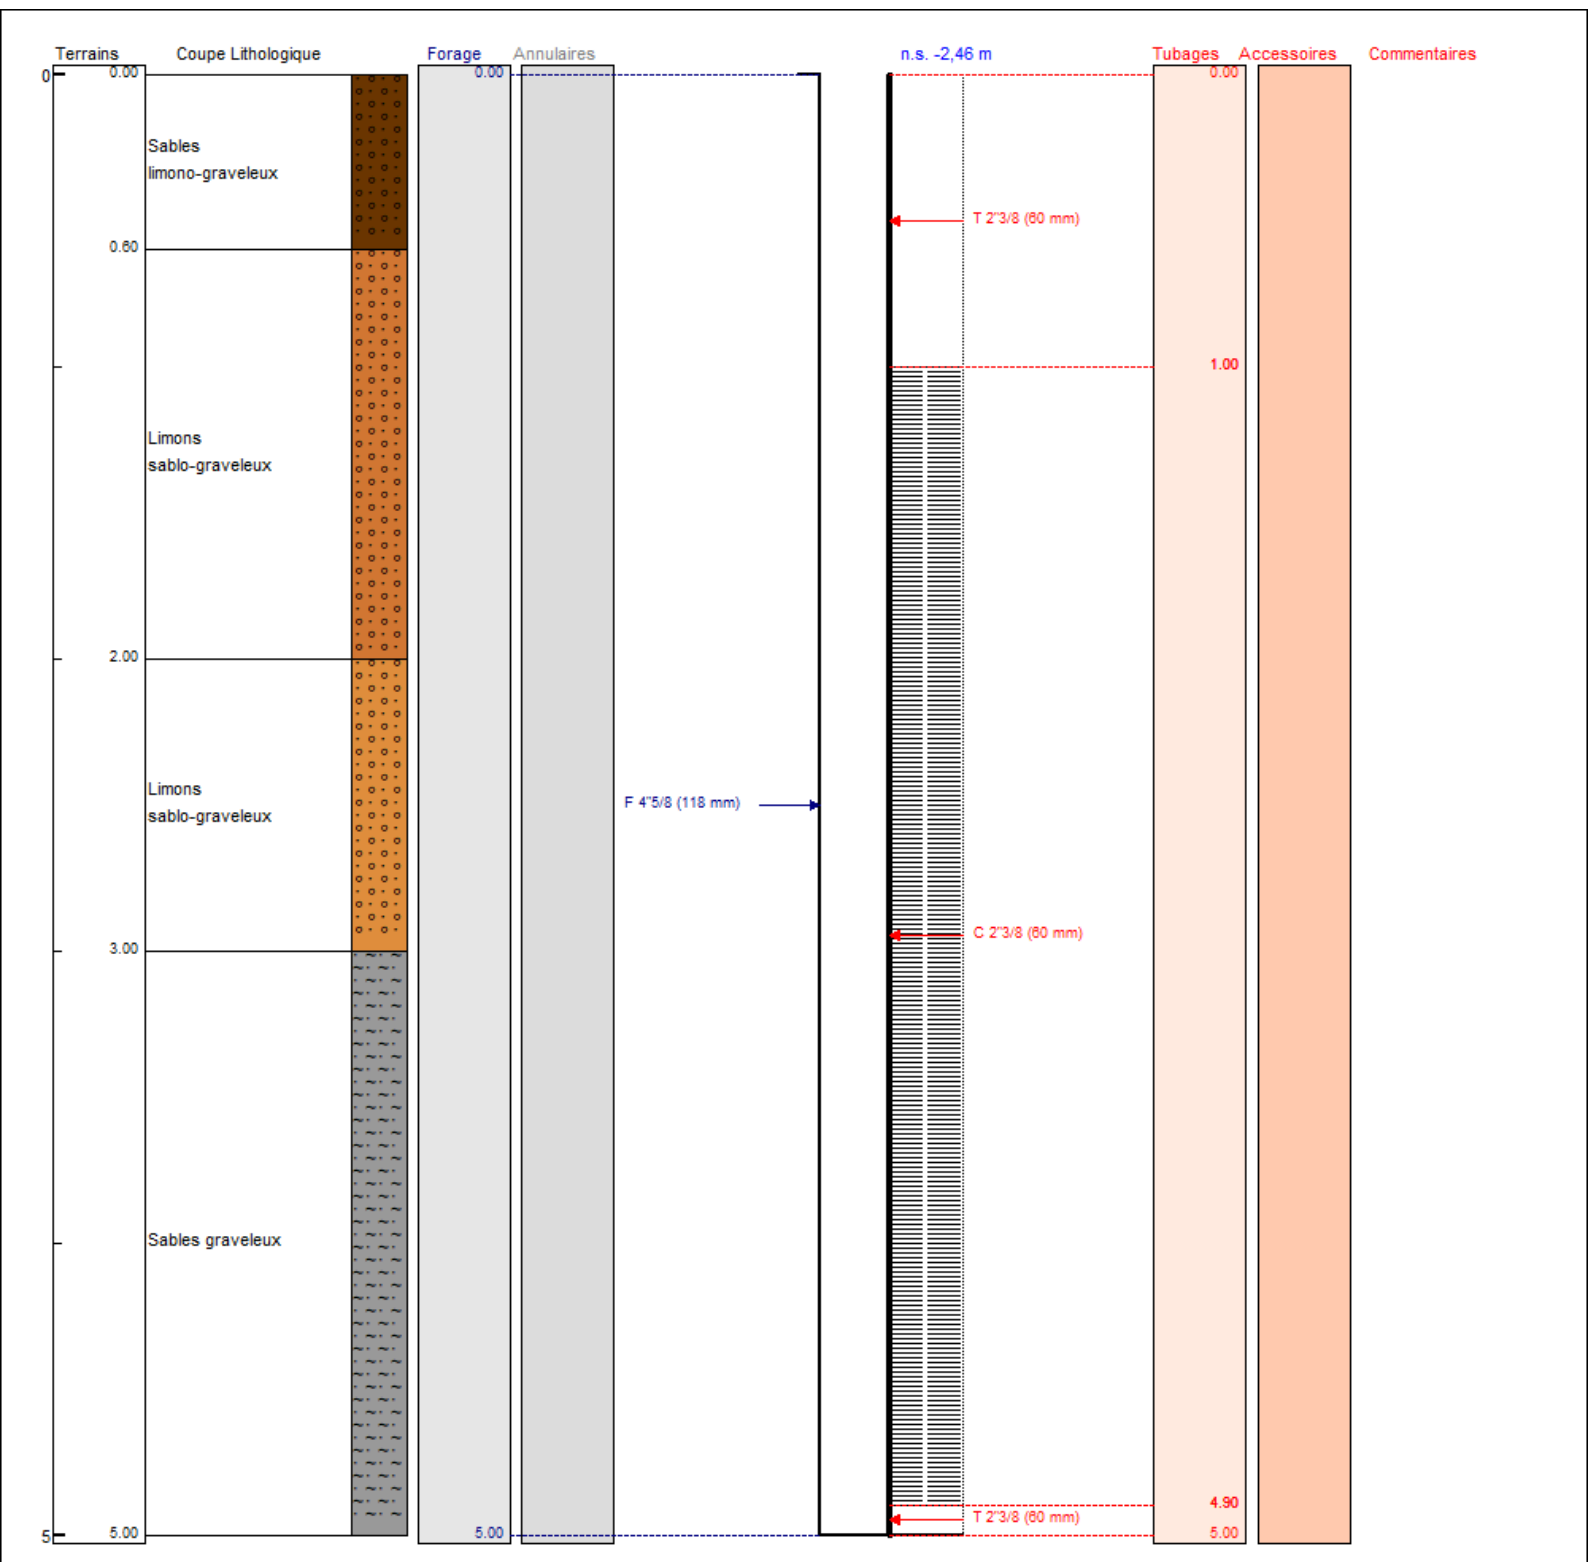 Terrains Coupe Lithologique Forage Annulaires n.s. -2,46 m Tubages Accessoires Commentaires
0 0.00 0.00 0.00
Sables
limono-graveleux
T 2"3/8 (60 mm)
0.60
1.00
Limons
sablo-graveleux
2.00
Limons
sablo-graveleux
F 4"5/8 (118 mm)
C 2"3/8 (60 mm)
3.00
Sables graveleux
4.90
T 2"3/8 (60 mm)
5 5.00 5.00 5.00